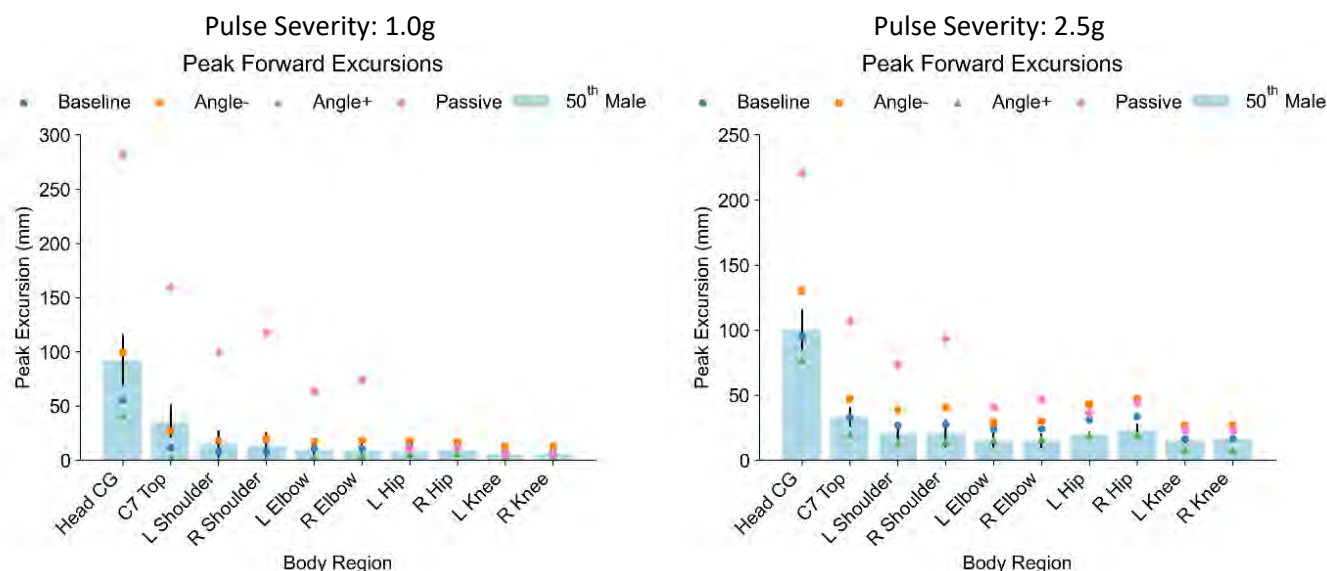 Pulse Severity: 1.0g
Peak Forward Excursions
Baseline Angle- Angle+ Passive 50th Male
300
250
200
150
100
50
0
Peak Excursion (mm)
Head CG
C7 Top
L Shoulder
R Shoulder
L Elbow
R Elbow
L Hip
R Hip
L Knee
R Knee
Body Region
Pulse Severity: 2.5g
Peak Forward Excursions
Baseline Angle- Angle+ Passive 50th Male
250
200
150
100
50
0
Peak Excursion (mm)
Head CG
C7 Top
L Shoulder
R Shoulder
L Elbow
R Elbow
L Hip
R Hip
L Knee
R Knee
Body Region